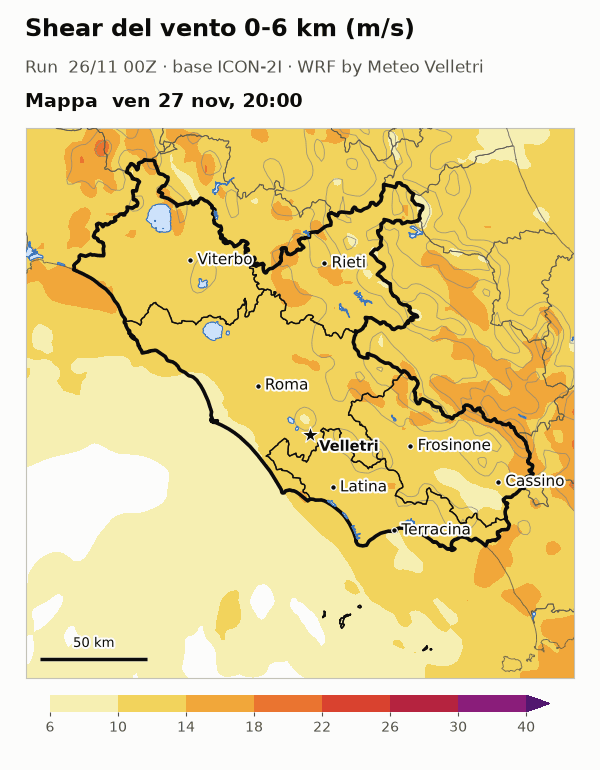 Shear del vento 0-6 km (m/s)
Run  26/11 00Z · base ICON-2I · WRF by Meteo Velletri
Mappa  ven 27 nov, 20:00
Viterbo
Rieti
Roma
Velletri
Frosinone
Cassino
Latina
Terracina
50 km
6 10 14 18 22 26 30 40